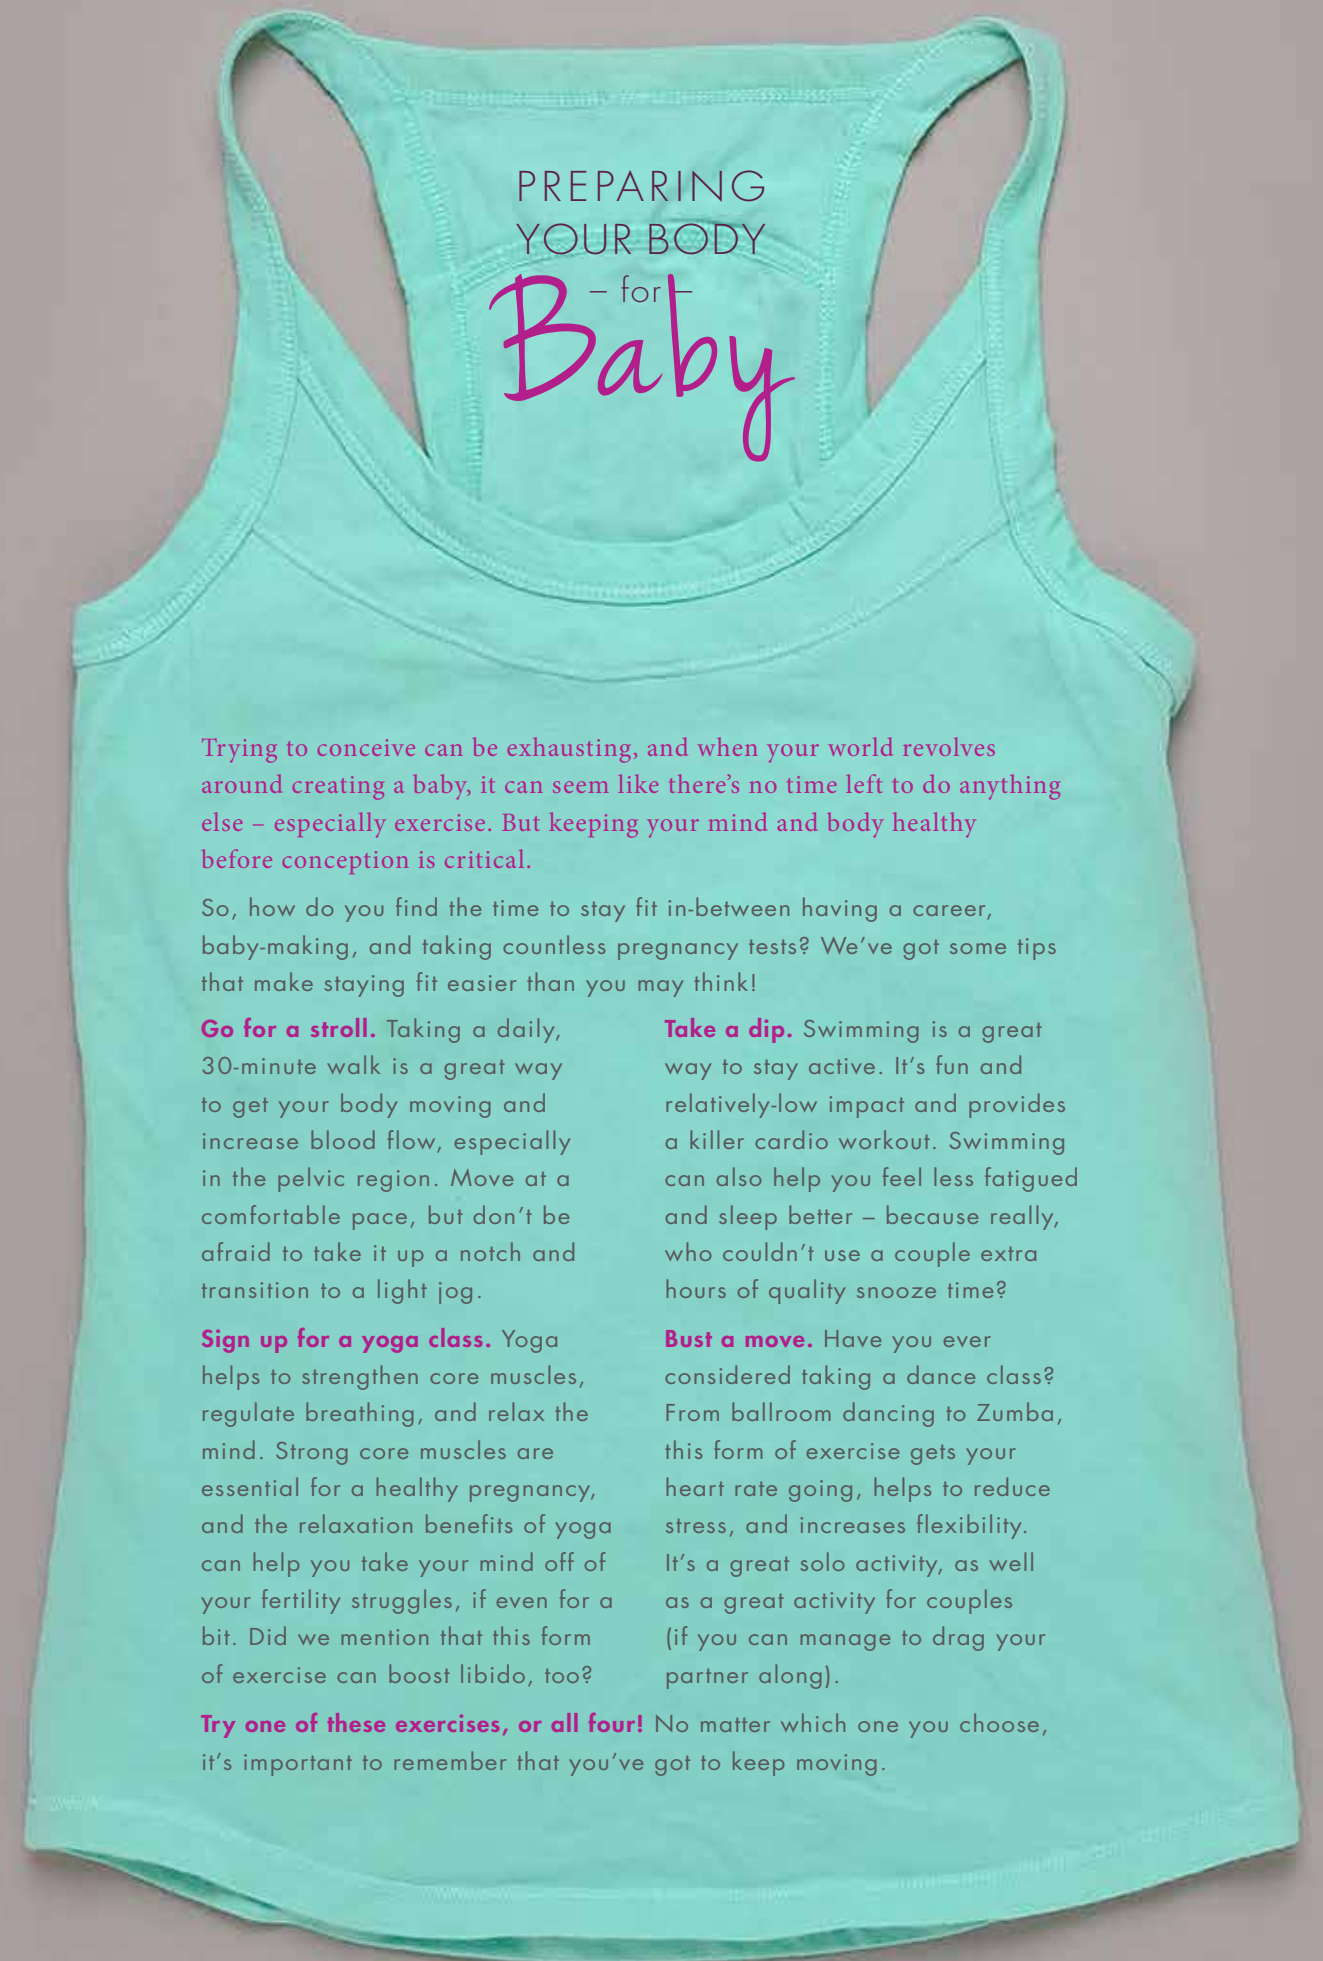 PREPARING
YOUR BODY
– for –
Baby
Trying to conceive can be exhausting, and when your world revolves
around creating a baby, it can seem like there’s no time left to do anything
else – especially exercise. But keeping your mind and body healthy
before conception is critical.
So, how do you find the time to stay fit in-between having a career,
baby-making, and taking countless pregnancy tests? We’ve got some tips
that make staying fit easier than you may think!
Go for a stroll. Taking a daily,
30-minute walk is a great way
to get your body moving and
increase blood flow, especially
in the pelvic region. Move at a
comfortable pace, but don’t be
afraid to take it up a notch and
transition to a light jog.
Sign up for a yoga class. Yoga
helps to strengthen core muscles,
regulate breathing, and relax the
mind. Strong core muscles are
essential for a healthy pregnancy,
and the relaxation benefits of yoga
can help you take your mind off of
your fertility struggles, if even for a
bit. Did we mention that this form
of exercise can boost libido, too?
Take a dip. Swimming is a great
way to stay active. It’s fun and
relatively-low impact and provides
a killer cardio workout. Swimming
can also help you feel less fatigued
and sleep better – because really,
who couldn’t use a couple extra
hours of quality snooze time?
Bust a move. Have you ever
considered taking a dance class?
From ballroom dancing to Zumba,
this form of exercise gets your
heart rate going, helps to reduce
stress, and increases flexibility.
It’s a great solo activity, as well
as a great activity for couples
(if you can manage to drag your
partner along).
Try one of these exercises, or all four! No matter which one you choose,
it’s important to remember that you’ve got to keep moving.